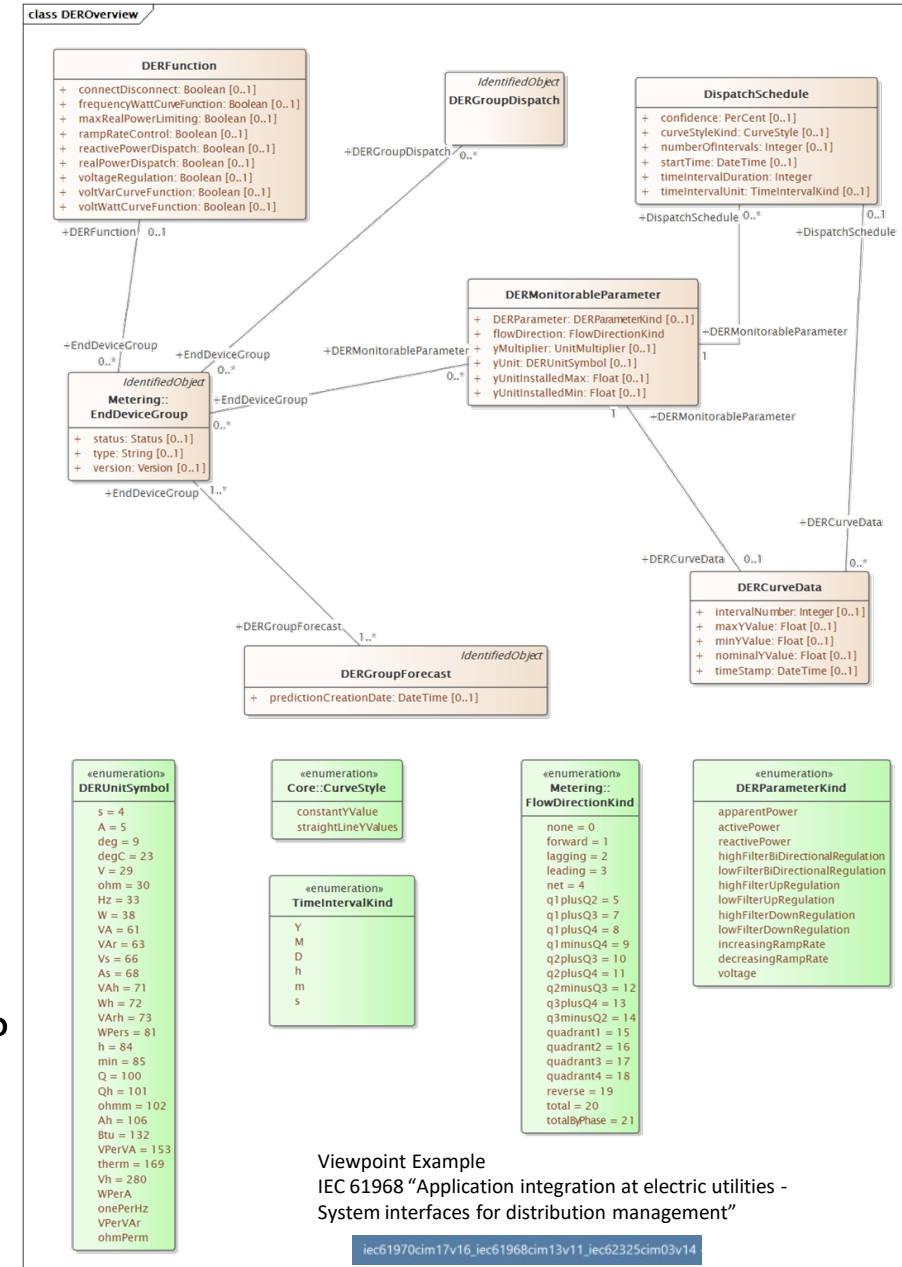 class DEROverview
DERFunction
+ connectDisconnect: Boolean [0..1]
+ frequencyWattCurveFunction: Boolean [0..1]
+ maxRealPowerLimiting: Boolean [0..1]
+ rampRateControl: Boolean [0..1]
+ reactivePowerDispatch: Boolean [0..1]
+ realPowerDispatch: Boolean [0..1]
+ voltageRegulation: Boolean [0..1]
+ voltVarCurveFunction: Boolean [0..1]
+ voltWattCurveFunction: Boolean [0..1]
IdentifiedObject
DERGroupDispatch
DispatchSchedule
+ confidence: PerCent [0..1]
+ curveStyleKind: CurveStyle [0..1]
+ numberOfIntervals: Integer [0..1]
+ startTime: DateTime [0..1]
+ timeIntervalDuration: Integer
+ timeIntervalUnit: TimeIntervalKind [0..1]
+DERGroupDispatch 0..*
+DERFunction 0..1
+DispatchSchedule 0..*
0..1
+DispatchSchedule
DERMonitorableParameter
+ DERParameter: DERParameterKind [0..1]
+ flowDirection: FlowDirectionKind
+ yMultiplier: UnitMultiplier [0..1]
+ yUnit: DERUnitSymbol [0..1]
+ yUnitInstalledMax: Float [0..1]
+ yUnitInstalledMin: Float [0..1]
+DERMonitorableParameter
1
+EndDeviceGroup
0..*
+EndDeviceGroup
0..*
+DERMonitorableParameter
0..*
IdentifiedObject
Metering::
EndDeviceGroup
+ status: Status [0..1]
+ type: String [0..1]
+ version: Version [0..1]
+EndDeviceGroup
0..*
1
+DERMonitorableParameter
+EndDeviceGroup 1..*
+DERCurveData
+DERCurveData 0..1
0..*
DERCurveData
+ intervalNumber: Integer [0..1]
+ maxYValue: Float [0..1]
+ minYValue: Float [0..1]
+ nominalYValue: Float [0..1]
+ timeStamp: DateTime [0..1]
+DERGroupForecast
1..*
IdentifiedObject
DERGroupForecast
+ predictionCreationDate: DateTime [0..1]
«enumeration»
DERUnitSymbol
s = 4
A = 5
deg = 9
degC = 23
V = 29
ohm = 30
Hz = 33
W = 38
VA = 61
VAr = 63
Vs = 66
As = 68
VAh = 71
Wh = 72
VArh = 73
WPers = 81
h = 84
min = 85
Q = 100
Qh = 101
ohmm = 102
Ah = 106
Btu = 132
VPerVA = 153
therm = 169
Vh = 280
WPerA
onePerHz
VPerVAr
ohmPerm
«enumeration»
Core::CurveStyle
constantYValue
straightLineYValues
«enumeration»
TimeIntervalKind
Y
M
D
h
m
s
«enumeration»
Metering::
FlowDirectionKind
none = 0
forward = 1
lagging = 2
leading = 3
net = 4
q1plusQ2 = 5
q1plusQ3 = 7
q1plusQ4 = 8
q1minusQ4 = 9
q2plusQ3 = 10
q2plusQ4 = 11
q2minusQ3 = 12
q3plusQ4 = 13
q3minusQ2 = 14
quadrant1 = 15
quadrant2 = 16
quadrant3 = 17
quadrant4 = 18
reverse = 19
total = 20
totalByPhase = 21
«enumeration»
DERParameterKind
apparentPower
activePower
reactivePower
highFilterBiDirectionalRegulation
lowFilterBiDirectionalRegulation
highFilterUpRegulation
lowFilterUpRegulation
highFilterDownRegulation
lowFilterDownRegulation
increasingRampRate
decreasingRampRate
voltage
Viewpoint Example
IEC 61968 “Application integration at electric utilities -
System interfaces for distribution management”
iec61970cim17v16_iec61968cim13v11_iec62325cim03v14